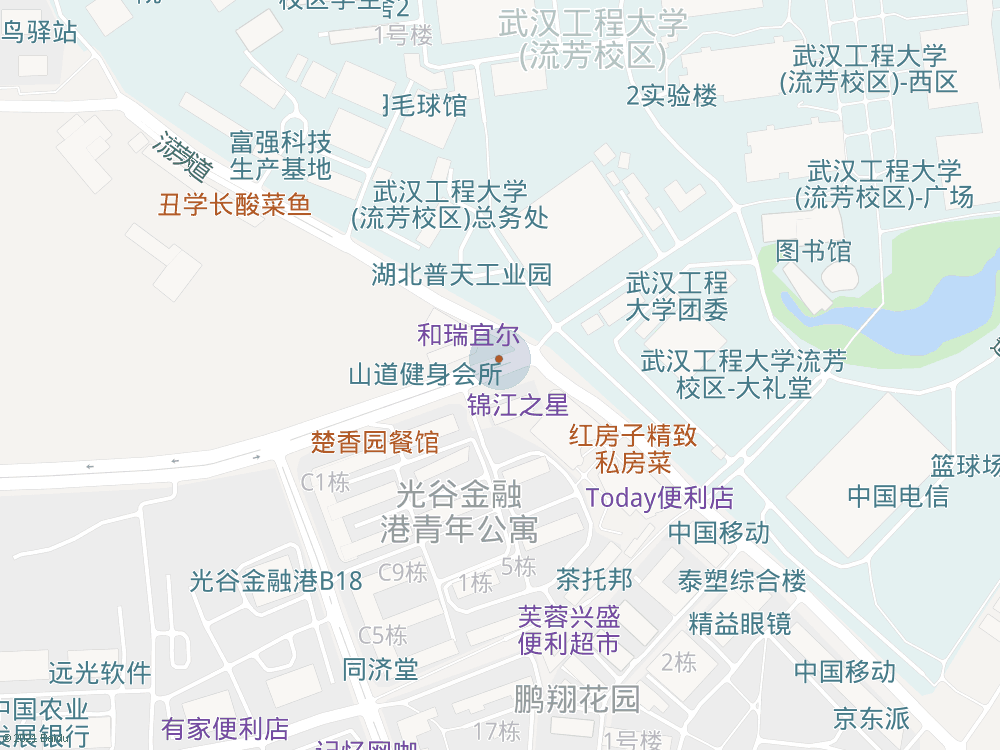 1号楼
武汉工程大学
(流芳校区)
鸟驿站
武汉工程大学
(流芳校区)-西区
2实验楼
羽毛球馆
富强科技
生产基地
武汉工程大学
(流芳校区)-广场
武汉工程大学
(流芳校区)总务处
丑学长酸菜鱼
图书馆
湖北普天工业园
武汉工程
大学团委
和瑞宜尔
山道健身会所
武汉工程大学流芳
校区-大礼堂
锦江之星
楚香园餐馆
红房子精致
私房菜
篮球场
C1栋
光谷金融
港青年公寓
Today便利店
中国电信
中国移动
5栋
C9栋
1栋
光谷金融港B18
茶托邦
泰塑综合楼
芙蓉兴盛
便利超市
精益眼镜
C5栋
2栋
同济堂
远光软件
中国移动
鹏翔花园
中国农业
发展银行
京东派
有家便利店
17栋
1号楼
记忆网咖